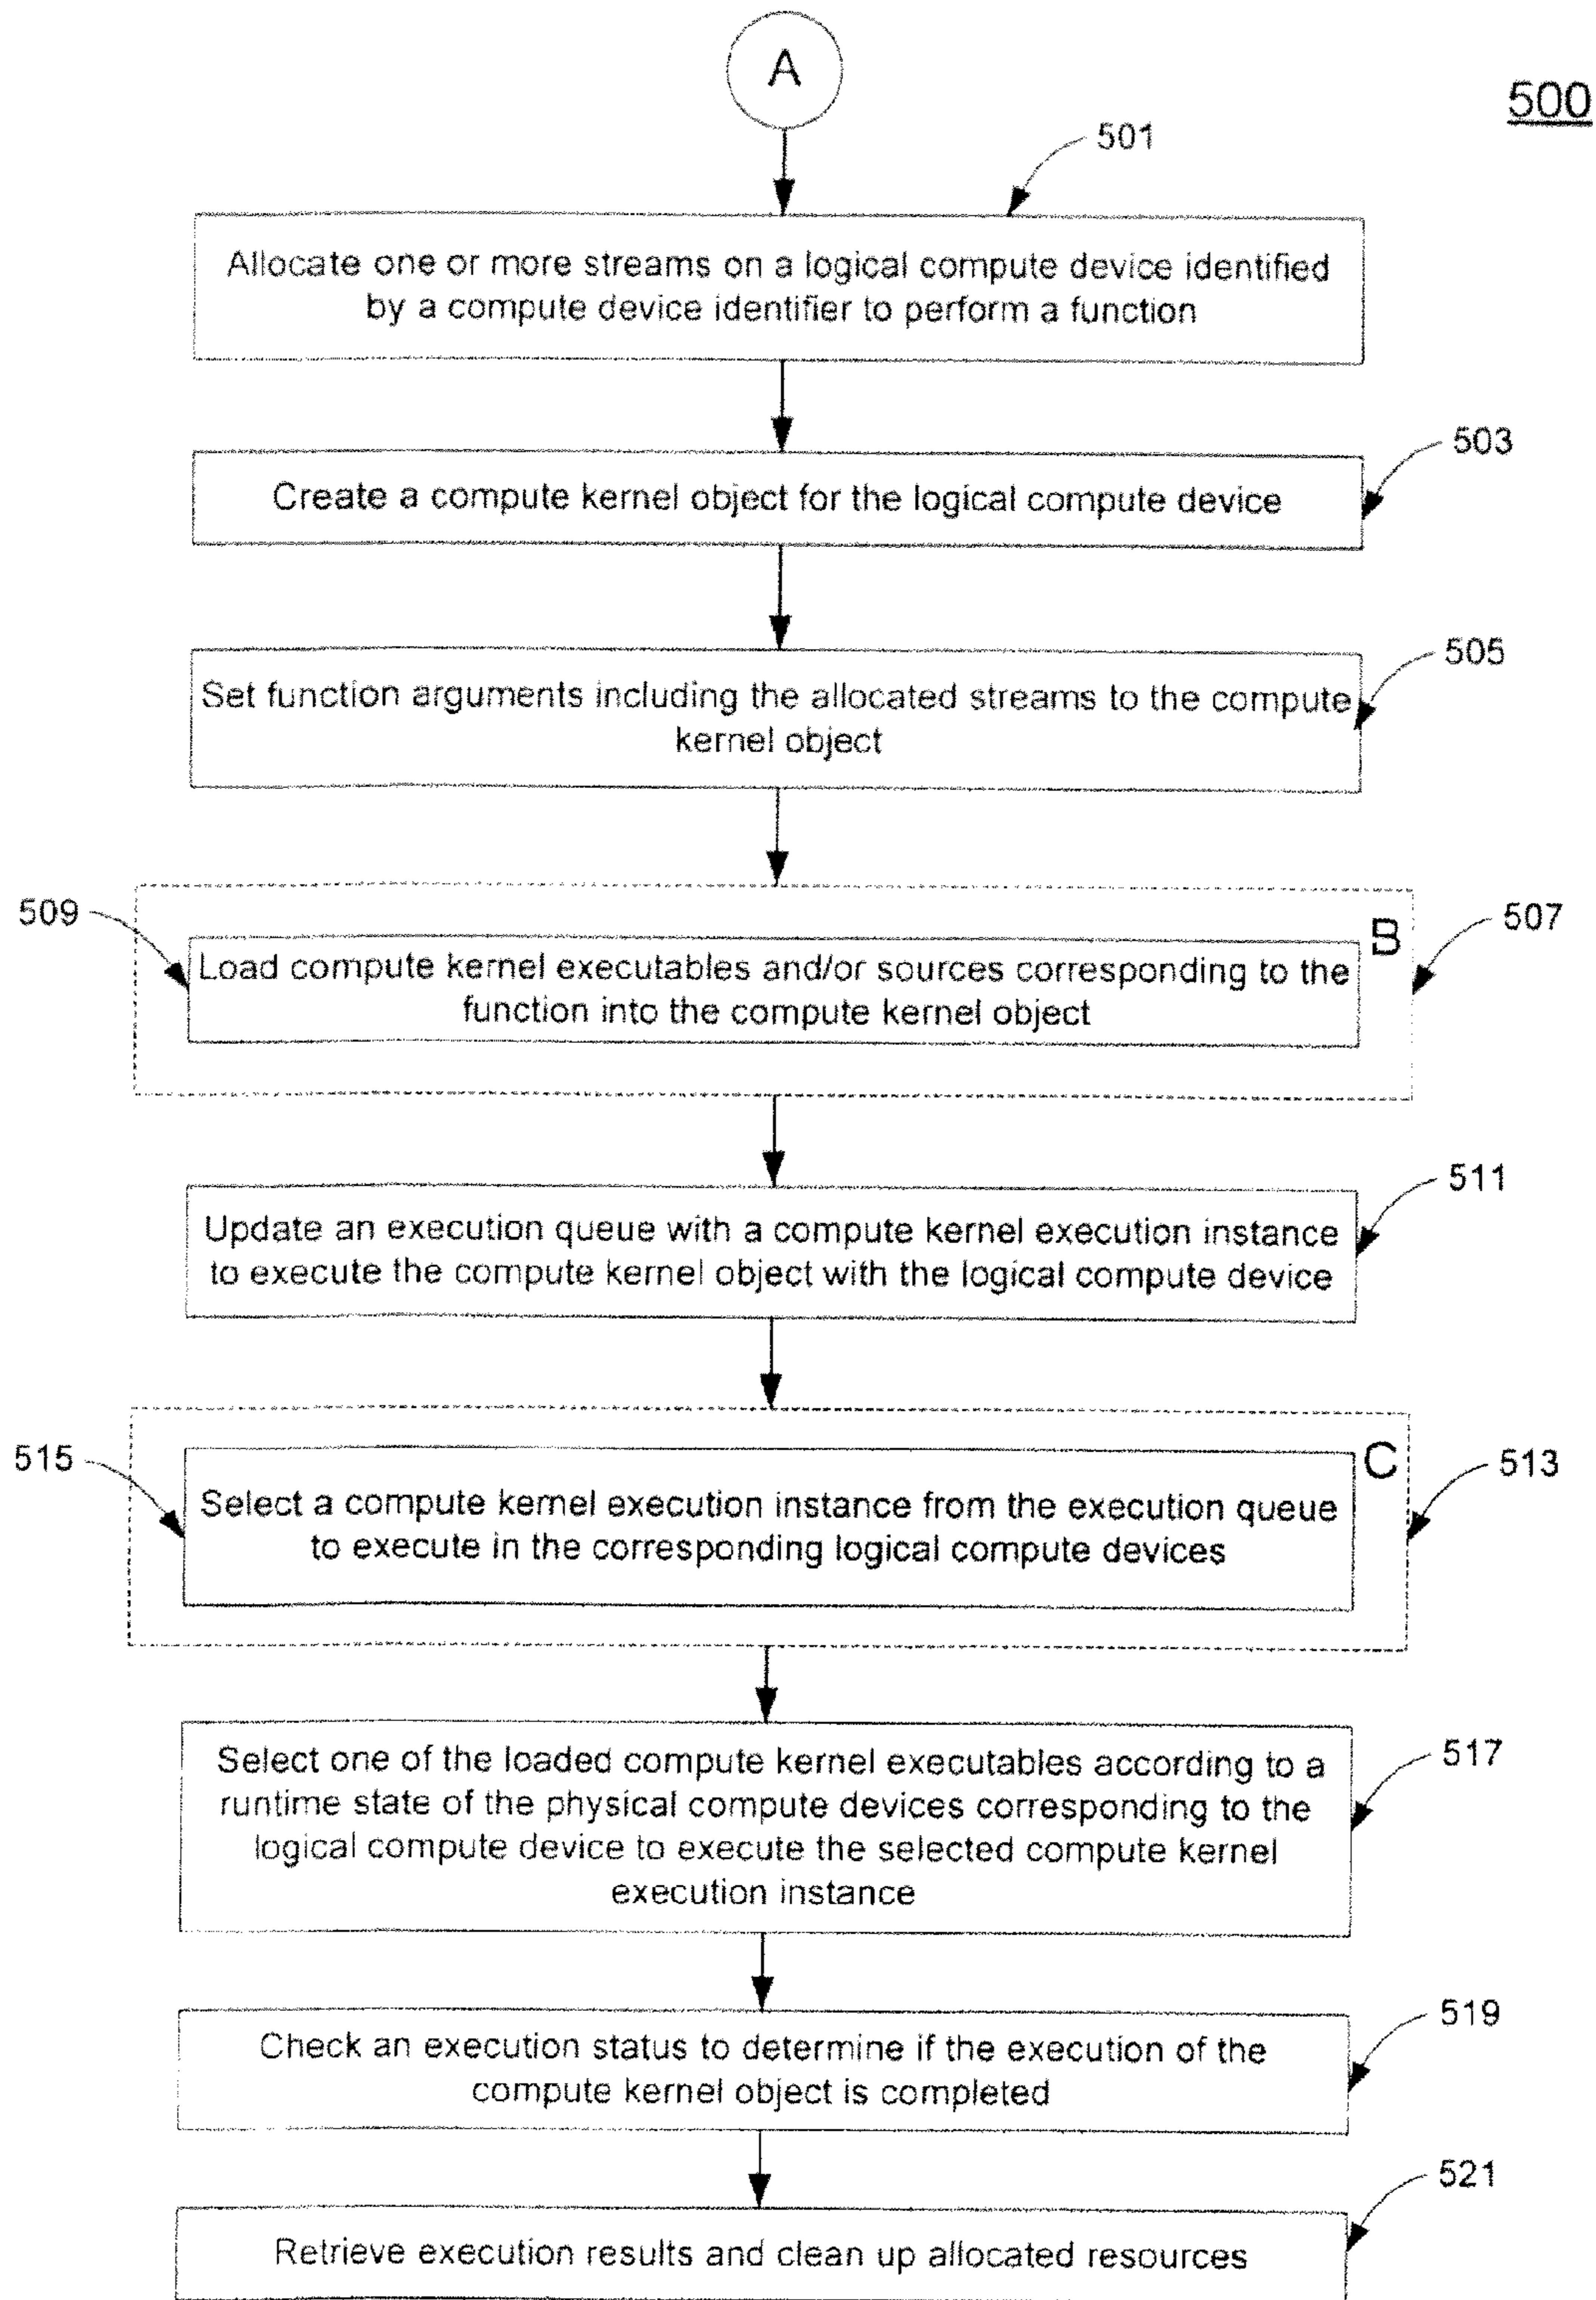 A
500
501
Allocate one or more streams on a logical compute device identified
by a compute device identifier to perform a function
503
Create a compute kernel object for the logical compute device
505
Set function arguments including the allocated streams to the compute
kernel object
509
B
507
Load compute kernel executables and/or sources corresponding to the
function into the compute kernel object
511
Update an execution queue with a compute kernel execution instance
to execute the compute kernel object with the logical compute device
515
C
513
Select a compute kernel execution instance from the execution queue
to execute in the corresponding logical compute devices
517
Select one of the loaded compute kernel executables according to a
runtime state of the physical compute devices corresponding to the
logical compute device to execute the selected compute kernel
execution instance
519
Check an execution status to determine if the execution of the
compute kernel object is completed
521
Retrieve execution results and clean up allocated resources